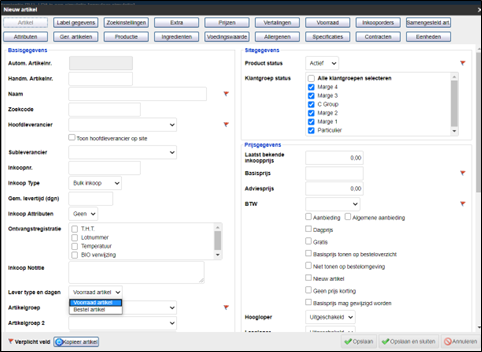 Nieuw artikel
Artikel Label gegevens Zoekinstellingen Extra Prijzen Vertalingen Voorraad Inkooporders Samengesteld art.
Attributen Ger. artikelen Productie Ingredienten Voedingswaarde Allergenen Specificaties Contracten Eenheden
Basisgegevens
Autom. Artikelnr.
Handm. Artikelnr.
Naam
Zoekcode
Hoofdleverancier
Toon hoofdleverancier op site
Subleverancier
Inkoopnr.
Inkoop Type Bulk inkoop
Gem. levertijd (dgn)
Inkoop Attributen Geen
Ontvangstregistratie T.H.T.
Lotnummer
Temperatuur
BIO verwijzing
Inkoop Notitie
Lever type en dagen Voorraad artikel
Voorraad artikel
Bestel artikel
Artikelgroep
Artikelgroep 2
Sitegegevens
Product status Actief
Klantgroep status Alle klantgroepen selecteren
Marge 4
Marge 3
C Group
Marge 2
Marge 1
Particulier
Prijsgegevens
Laatst bekende
inkoopprijs 0,00
Basisprijs
Adviesprijs 0,00
BTW
Aanbieding Algemene aanbieding
Dagprijs
Gratis
Basisprijs tonen op besteloverzicht
Niet tonen op bestelomgeving
Nieuw artikel
Geen prijs korting
Basisprijs mag gewijzigd worden
Hoogloper Uitgeschakeld
Verplicht veld Kopieer artikel Opslaan Opslaan en sluiten Annuleren